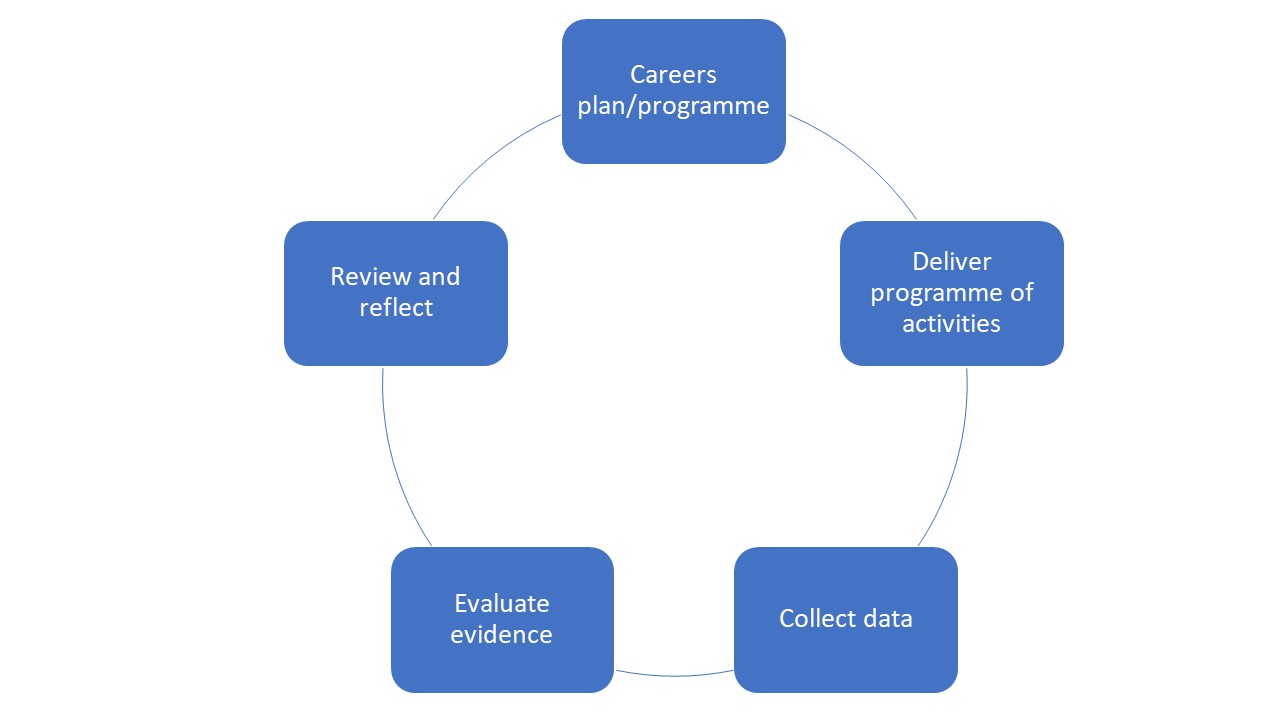 Careers
plan/programme
Deliver
programme of
activities
Collect data
Evaluate
evidence
Review and
reflect